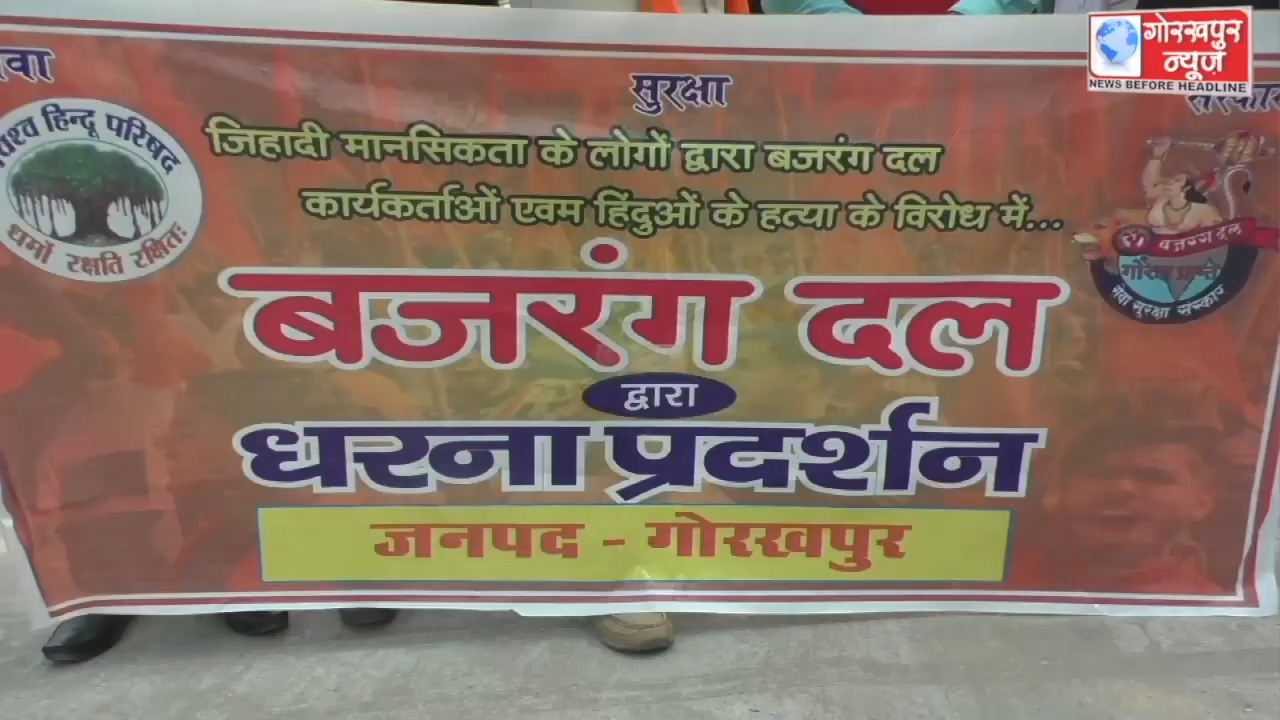 गोरखपुर
न्यूज़
NEWS BEFORE HEADLINE
सुरक्षा
हिन्दू परिषद
धर्मो रक्षति रक्षितः
जिहादी मानसिकता के लोगों द्वारा बजरंग दल
कार्यकर्ताओं एवम हिंदुओं के हत्या के विरोध में...
बजरंग दल
सेवा सुरक्षा संस्कार
बजरंग दल
द्वारा
धरना प्रदर्शन
जनपद - गोरखपुर